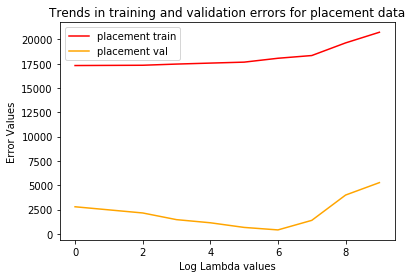 Trends in training and validation errors for placement data
placement train
placement val
Error Values
20000
17500
15000
12500
10000
7500
5000
2500
0
0 2 4 6 8
Log Lambda values